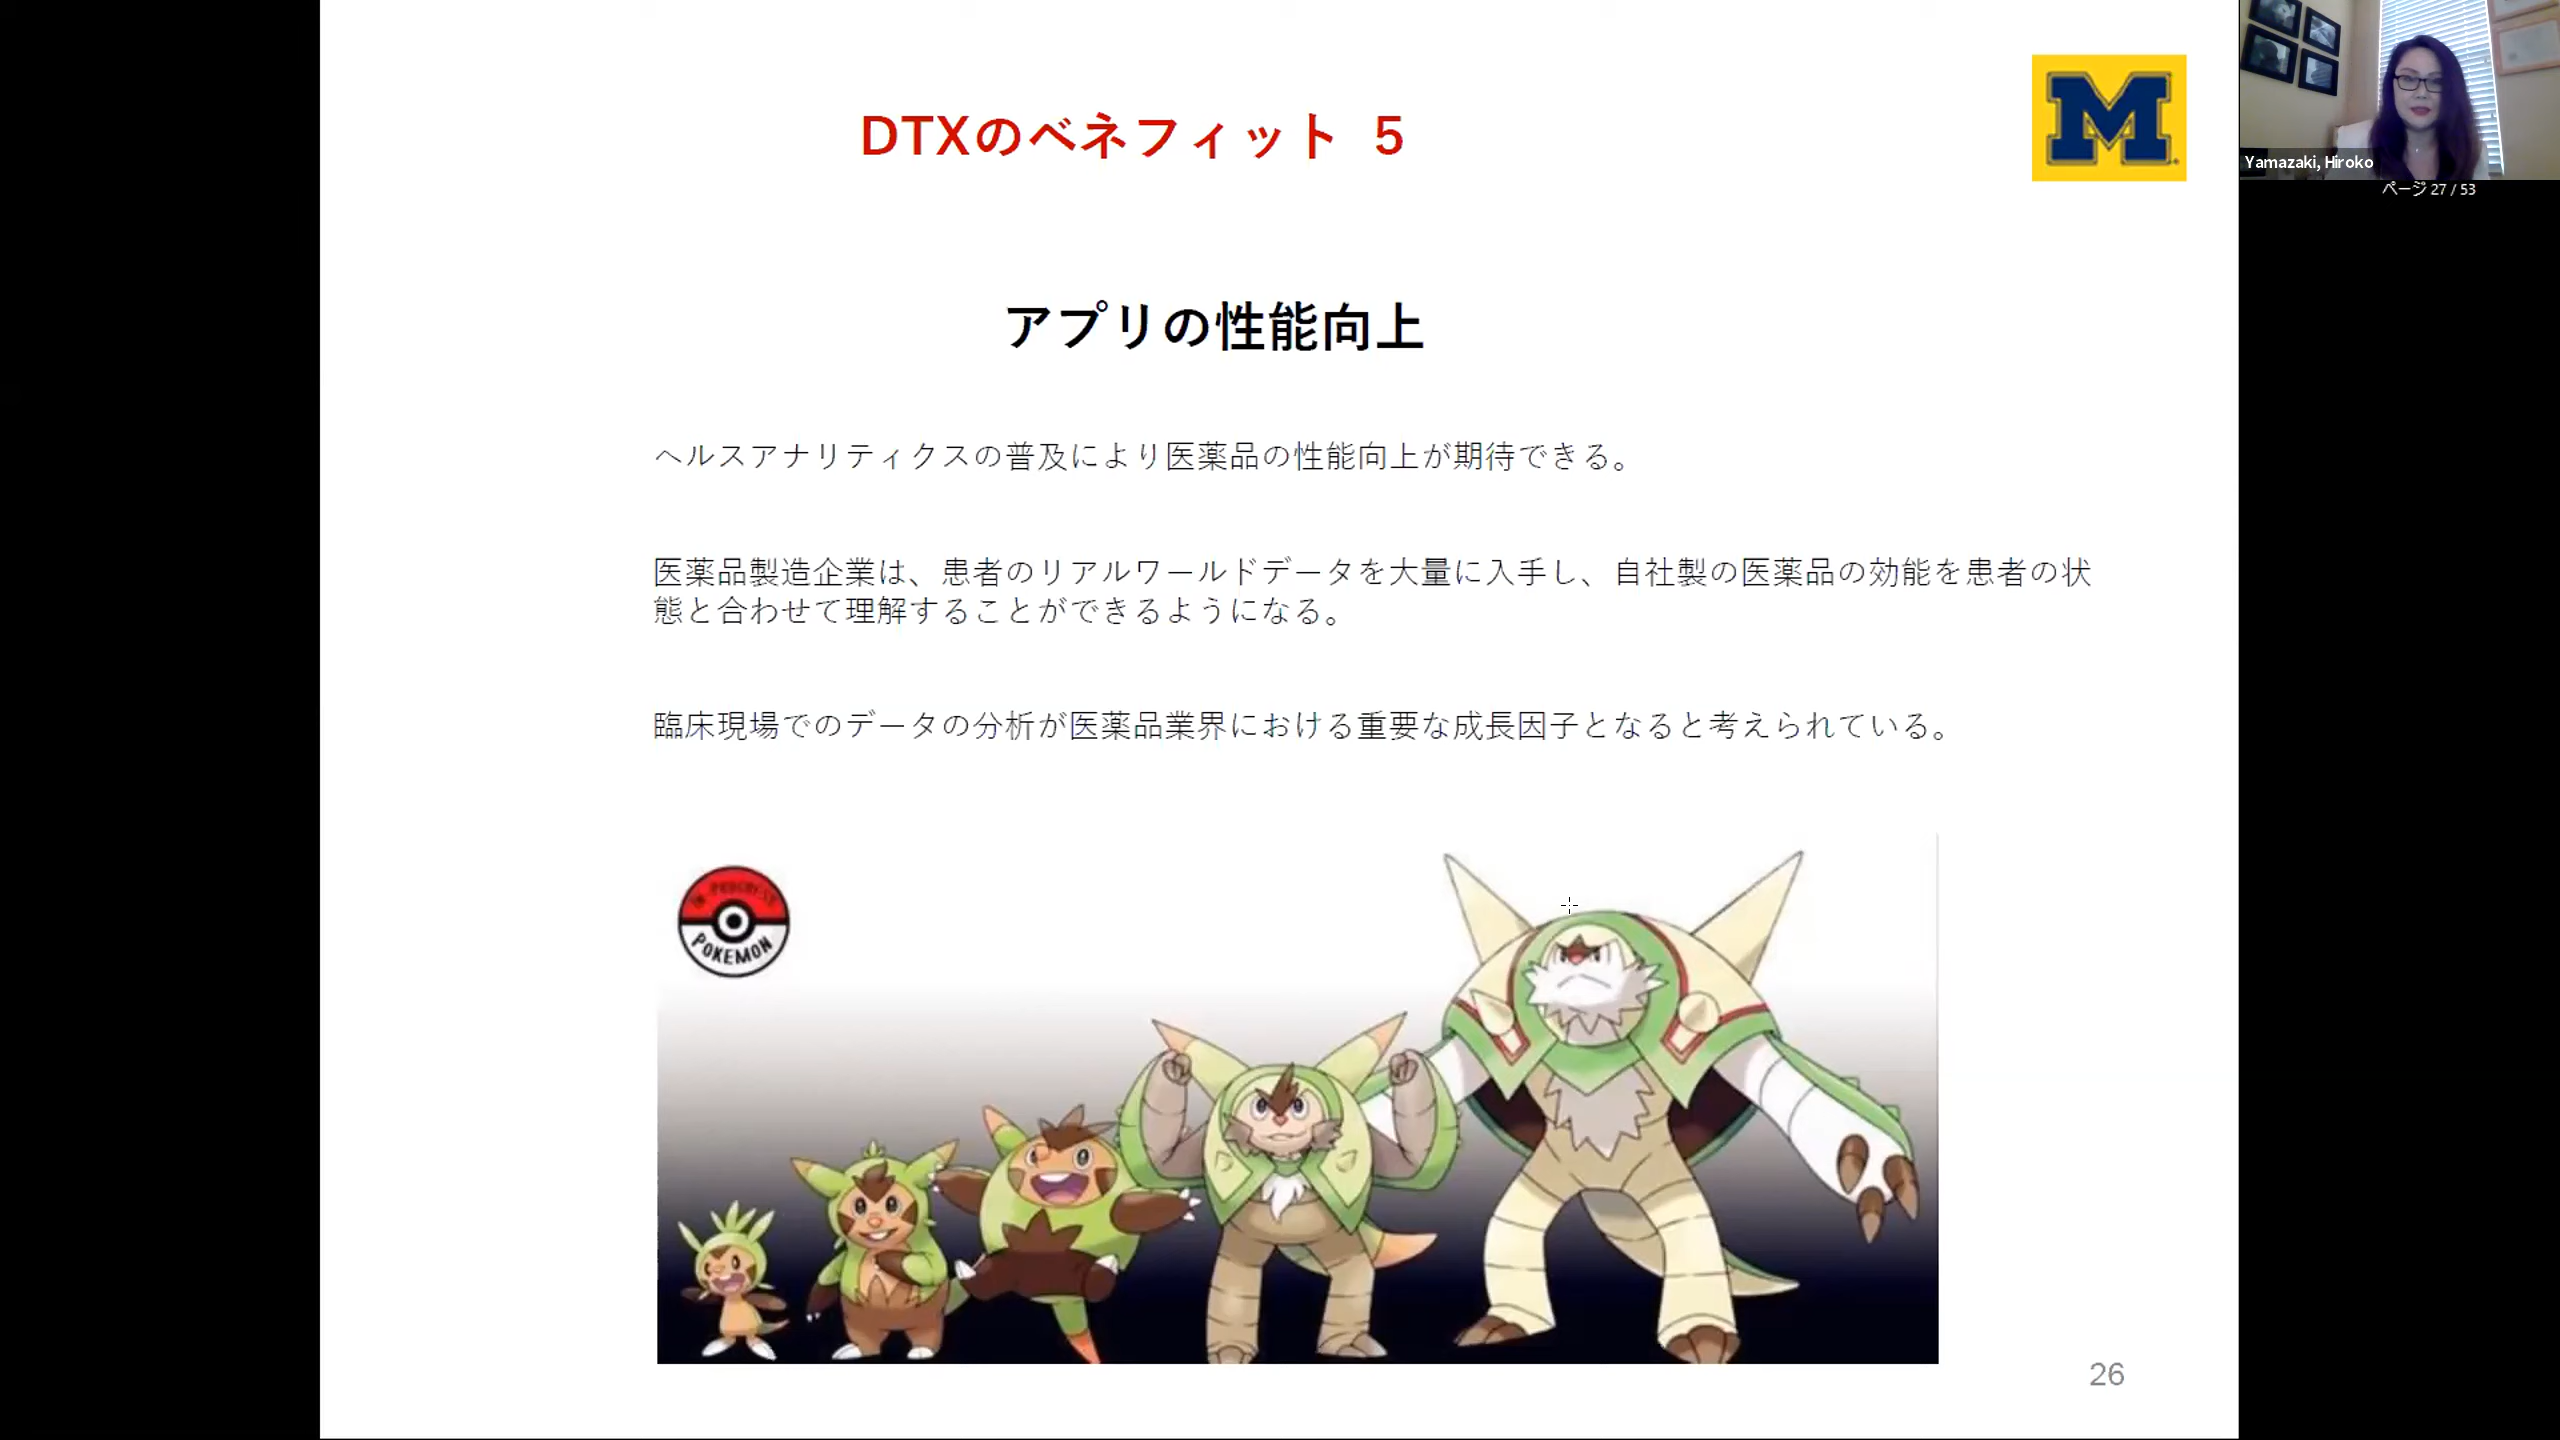 DTXのベネフィット 5
M
Yamazaki, Hiroko
ページ 27 / 53
アプリの性能向上
ヘルスアナリティクスの普及により医薬品の性能向上が期待できる。
医薬品製造企業は、患者のリアルワールドデータを大量に入手し、自社製の医薬品の効能を患者の状
態と合わせて理解することができるようになる。
臨床現場でのデータの分析が医薬品業界における重要な成長因子となると考えられている。
IN-PROGRESS
POKEMON
26